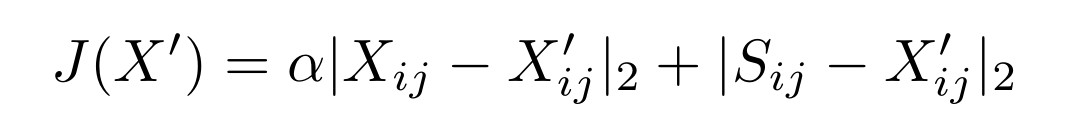 J(X′) = α|X_{ij} − X′_{ij}|_2 + |S_{ij} − X′_{ij}|_2